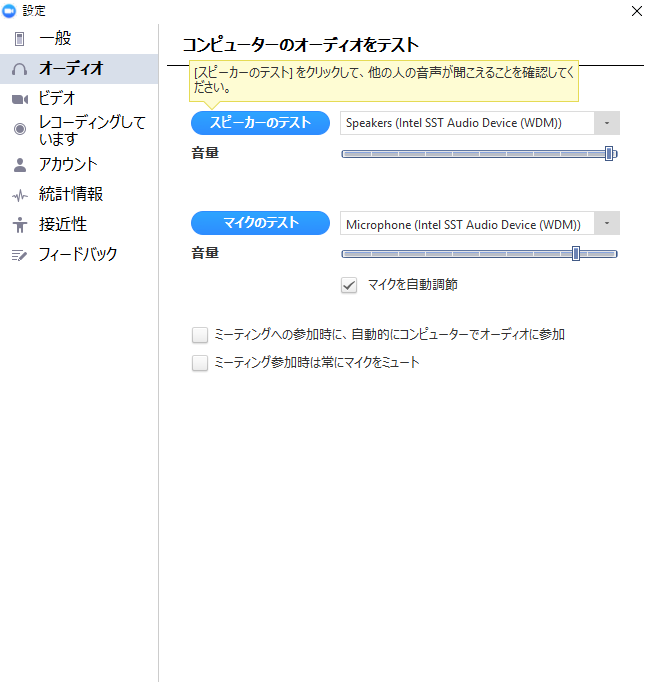 設定
一般
オーディオ
ビデオ
レコーディングして
います
アカウント
統計情報
接近性
フィードバック
コンピューターのオーディオをテスト
[スピーカーのテスト] をクリックして、他の人の音声が聞こえることを確認してく
ださい。
スピーカーのテスト
Speakers (Intel SST Audio Device (WDM))
音量
マイクのテスト
Microphone (Intel SST Audio Device (WDM))
音量
マイクを自動調節
ミーティングへの参加時に、自動的にコンピューターでオーディオに参加
ミーティング参加時は常にマイクをミュート